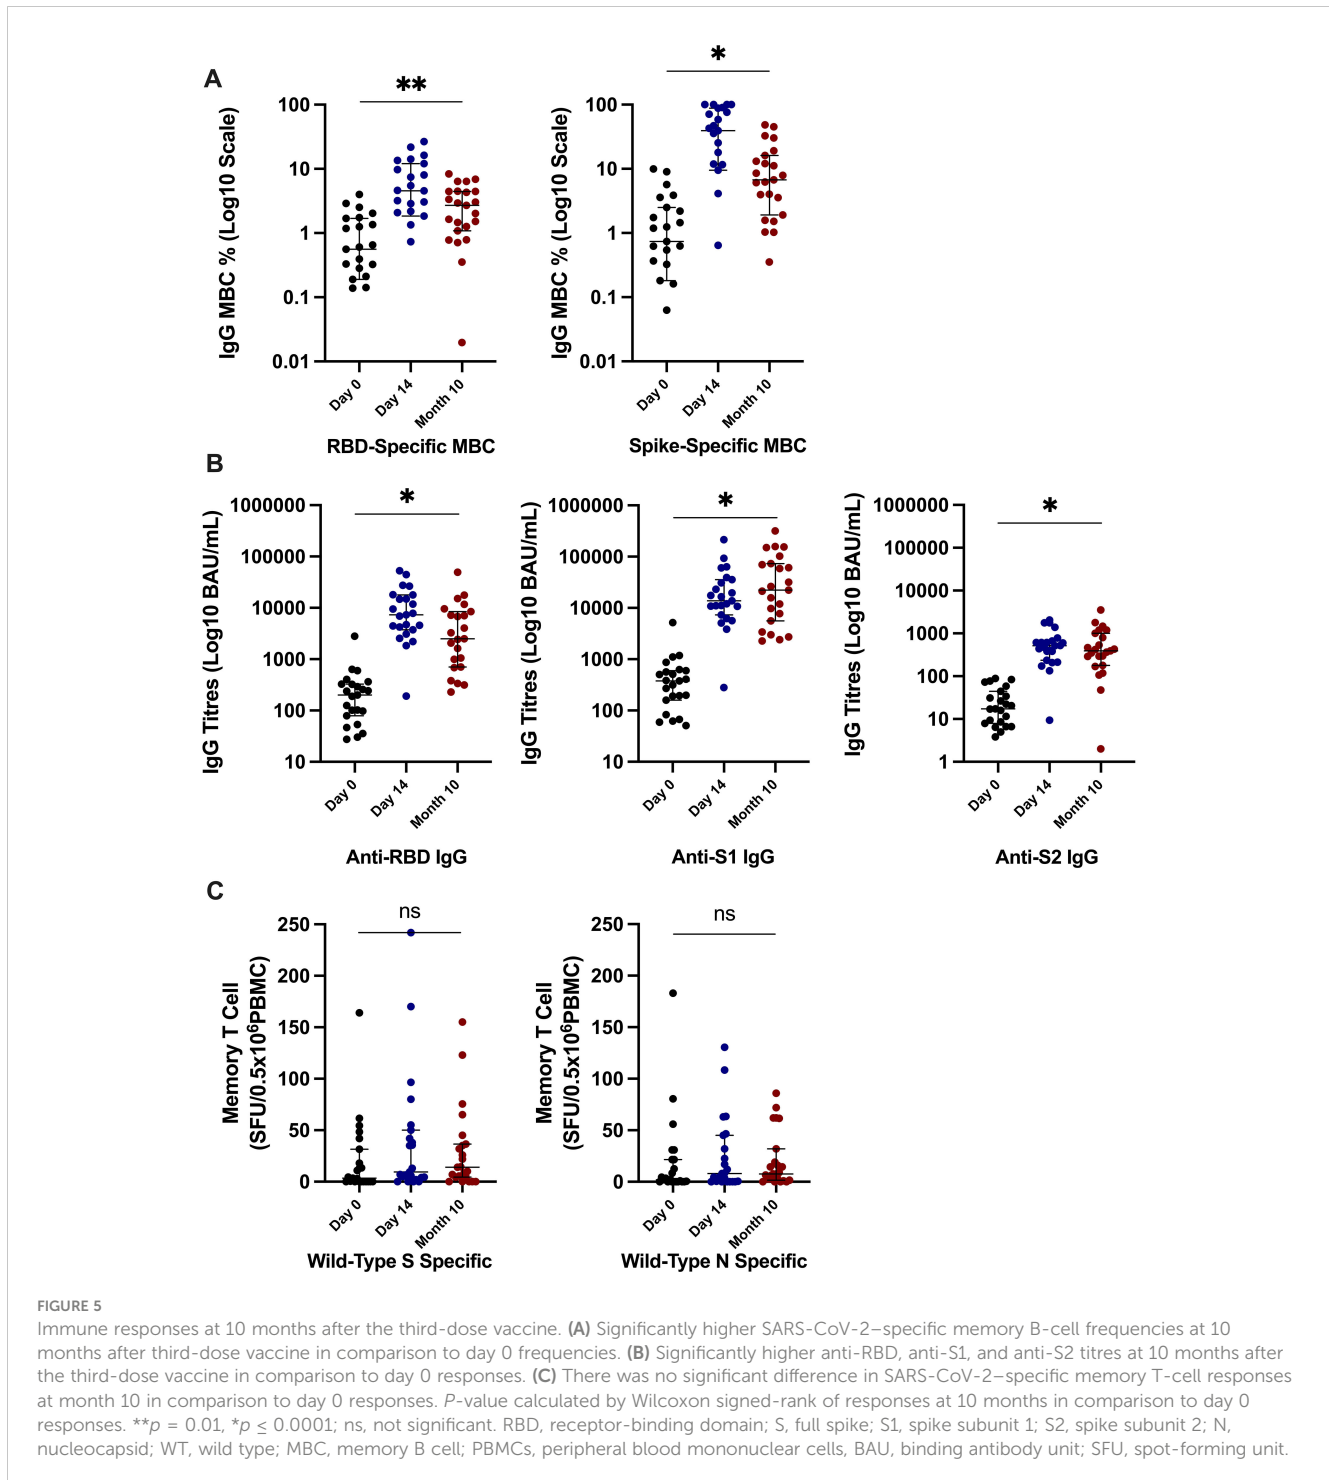 A
**
*
IgG MBC % (Log10 Scale)
100
10
1
0.1
0.01
Day 0
Day 14
Month 10
RBD-Specific MBC
IgG MBC % (Log10 Scale)
100
10
1
0.1
0.01
Day 0
Day 14
Month 10
Spike-Specific MBC
B
*
*
*
IgG Titres (Log10 BAU/mL)
1000000
100000
10000
1000
100
10
Day 0
Day 14
Month 10
Anti-RBD IgG
IgG Titres (Log10 BAU/mL)
1000000
100000
10000
1000
100
10
Day 0
Day 14
Month 10
Anti-S1 IgG
IgG Titres (Log10 BAU/mL)
1000000
100000
10000
1000
100
10
1
Day 0
Day 14
Month 10
Anti-S2 IgG
C
ns
ns
Memory T Cell
(SFU/0.5x10⁶PBMC)
250
200
150
100
50
0
Day 0
Day 14
Month 10
Wild-Type S Specific
Memory T Cell
(SFU/0.5x10⁶PBMC)
250
200
150
100
50
0
Day 0
Day 14
Month 10
Wild-Type N Specific
FIGURE 5
Immune responses at 10 months after the third-dose vaccine. (A) Significantly higher SARS-CoV-2–specific memory B-cell frequencies at 10
months after third-dose vaccine in comparison to day 0 frequencies. (B) Significantly higher anti-RBD, anti-S1, and anti-S2 titres at 10 months after
the third-dose vaccine in comparison to day 0 responses. (C) There was no significant difference in SARS-CoV-2–specific memory T-cell responses
at month 10 in comparison to day 0 responses. P-value calculated by Wilcoxon signed-rank of responses at 10 months in comparison to day 0
responses. **p = 0.01, *p ≤ 0.0001; ns, not significant. RBD, receptor-binding domain; S, full spike; S1, spike subunit 1; S2, spike subunit 2; N,
nucleocapsid; WT, wild type; MBC, memory B cell; PBMCs, peripheral blood mononuclear cells, BAU, binding antibody unit; SFU, spot-forming unit.